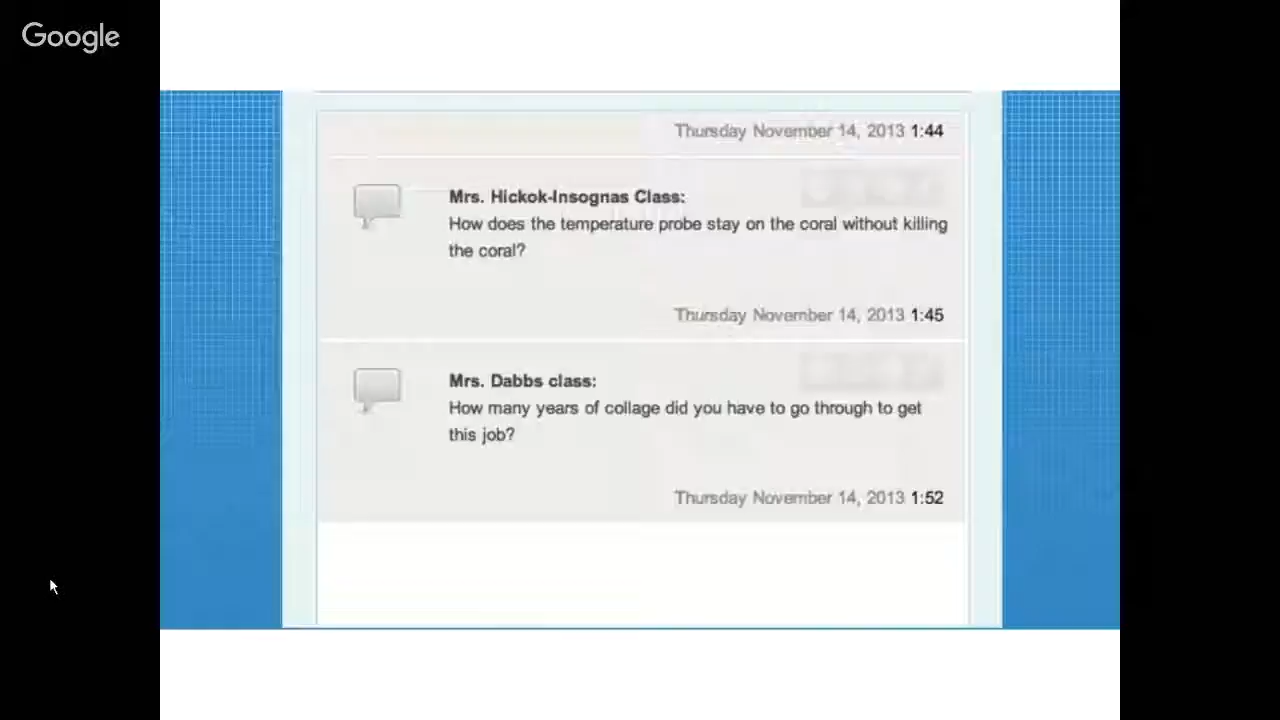 Google
Thursday November 14, 2013 1:44
Mrs. Hickok-Insognas Class:
How does the temperature probe stay on the coral without killing
the coral?
Thursday November 14, 2013 1:45
Mrs. Dabbs class:
How many years of collage did you have to go through to get
this job?
Thursday November 14, 2013 1:52